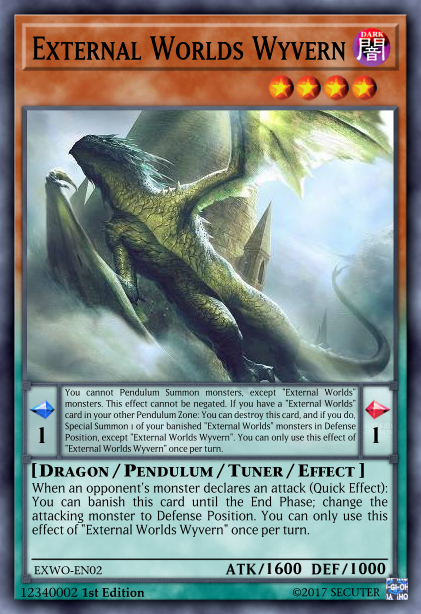 External Worlds Wyvern
DARK
闇
You cannot Pendulum Summon monsters, except "External Worlds"
monsters. This effect cannot be negated. If you have a "External Worlds"
card in your other Pendulum Zone: You can destroy this card, and if you do,
Special Summon 1 of your banished "External Worlds" monsters in Defense
Position, except "External Worlds Wyvern". You can only use this effect of
"External Worlds Wyvern" once per turn.
1
1
[Dragon / Pendulum / Tuner / Effect ]
When an opponent's monster declares an attack (Quick Effect):
You can banish this card until the End Phase; change the
attacking monster to Defense Position. You can only use this
effect of "External Worlds Wyvern" once per turn.
EXWO-EN02
ATK/1600 DEF/1000
12340002 1st Edition
©2017 SECUTER